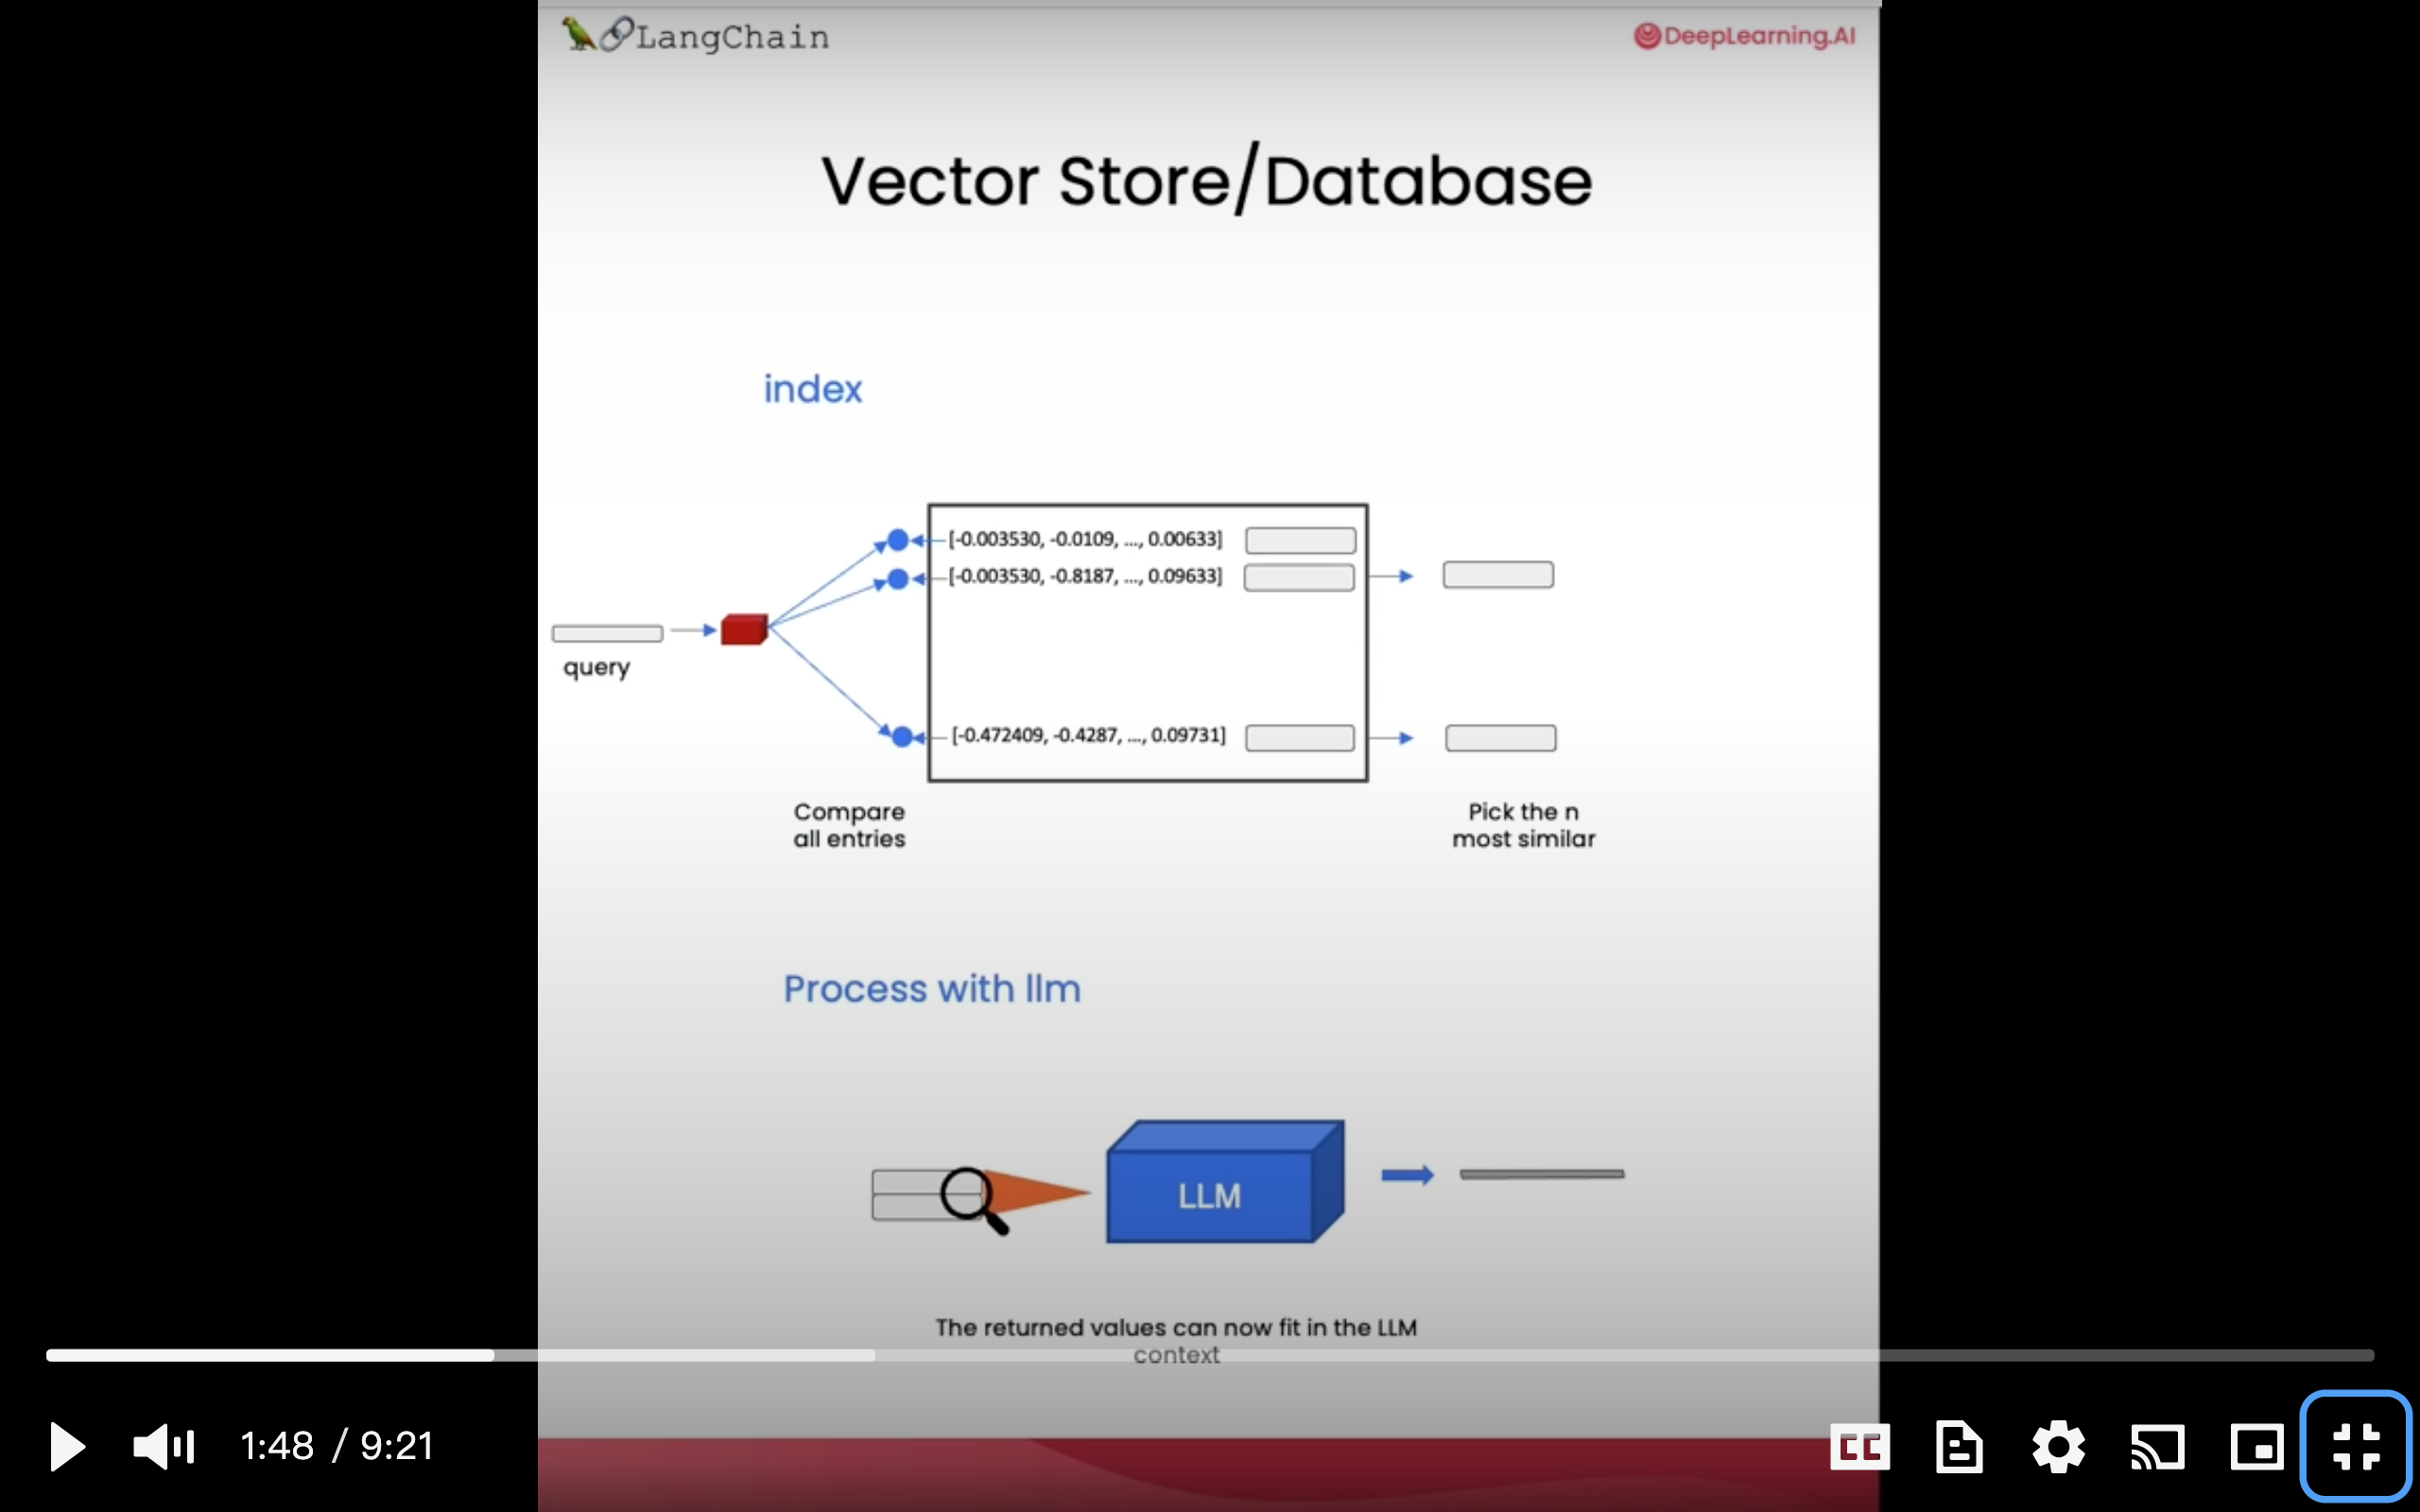 LangChain
DeepLearning.AI
Vector Store/Database
index
[-0.003530, -0.0109, ..., 0.00633]
[-0.003530, -0.8187, ..., 0.09633]
query
[-0.472409, -0.4287, ..., 0.09731]
Compare
all entries
Pick the n
most similar
Process with llm
LLM
The returned values can now fit in the LLM
context
1:48 / 9:21
CC